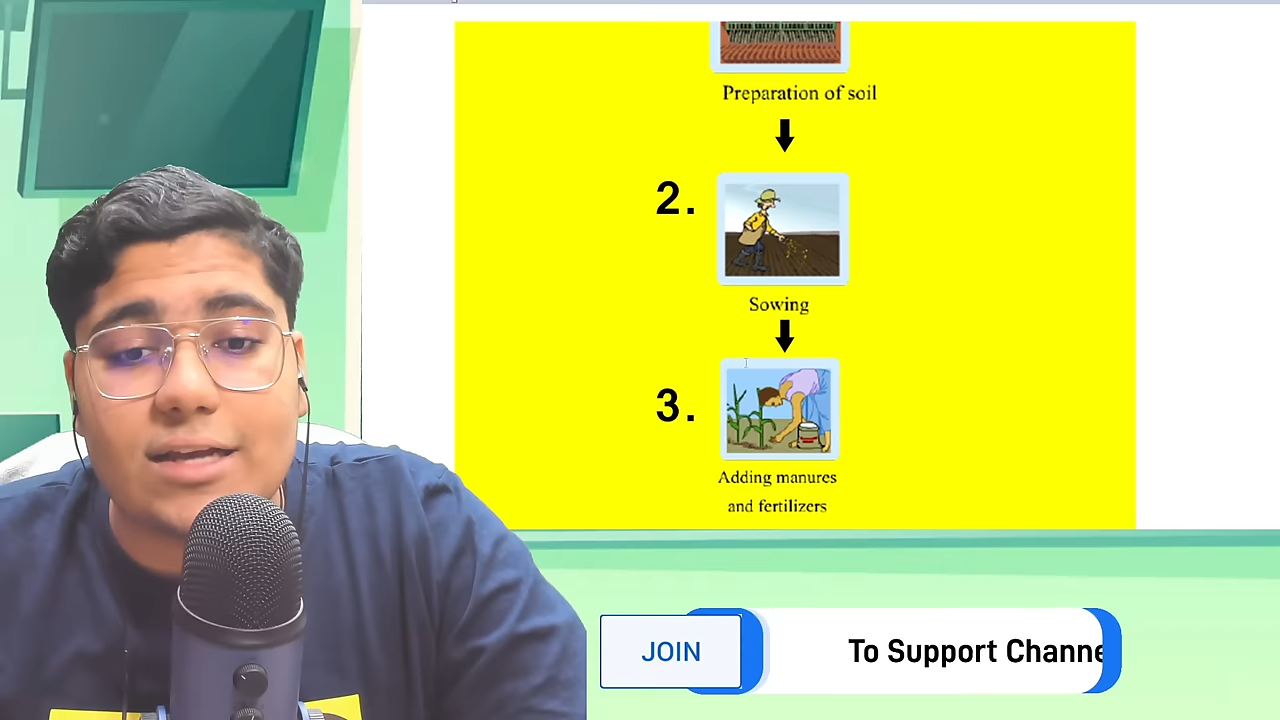 Preparation of soil
2.
Sowing
3.
Adding manures
and fertilizers
JOIN
To Support Channe